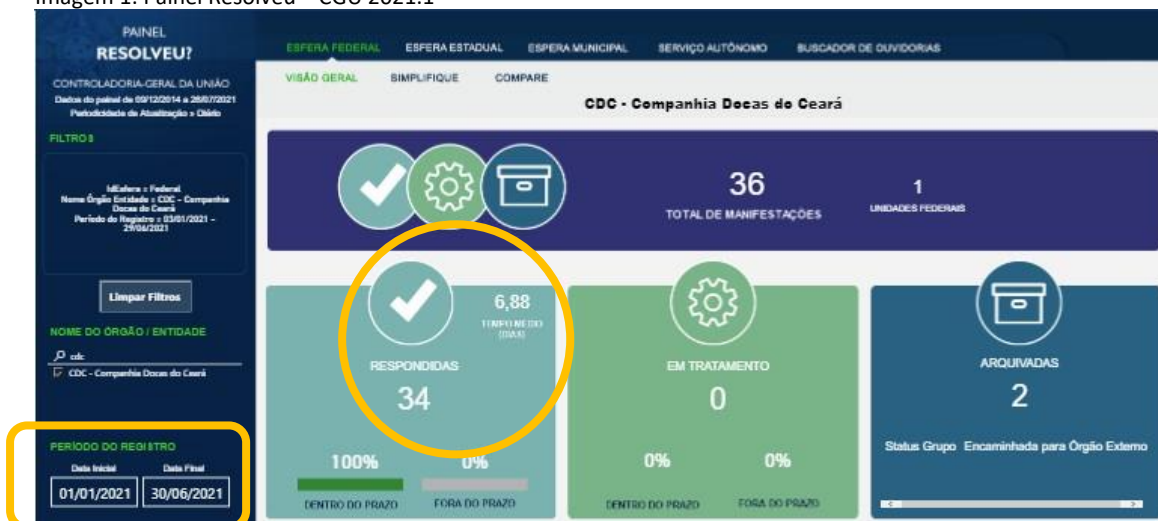 Imagem 1: Painel Resolveu – CGU 2021.1
PAINEL
RESOLVEU?
CONTROLADORIA-GERAL DA UNIÃO
Dados do painel de 09/12/2014 a 28/07/2021
Periodicidade de Atualização > Diário
FILTROS
IdEsfera = Federal
Nome Órgão Entidade = CDC - Companhia
Docas do Ceará
Período do Registro = 03/01/2021 –
29/06/2021
Limpar Filtros
NOME DO ÓRGÃO / ENTIDADE
cdc
CDC - Companhia Docas do Ceará
PERÍODO DO REGISTRO
Data Inicial Data Final
01/01/2021 30/06/2021
ESFERA FEDERAL ESFERA ESTADUAL ESFERA MUNICIPAL SERVIÇO AUTÔNOMO BUSCADOR DE OUVIDORIAS
VISÃO GERAL SIMPLIFIQUE COMPARE
CDC - Companhia Docas do Ceará
36
TOTAL DE MANIFESTAÇÕES
1
UNIDADES FEDERAIS
6,88
TEMPO MÉDIO
(DIAS)
RESPONDIDAS
34
100% 0%
DENTRO DO PRAZO FORA DO PRAZO
EM TRATAMENTO
0
0% 0%
DENTRO DO PRAZO FORA DO PRAZO
ARQUIVADAS
2
Status Grupo Encaminhada para Órgão Externo